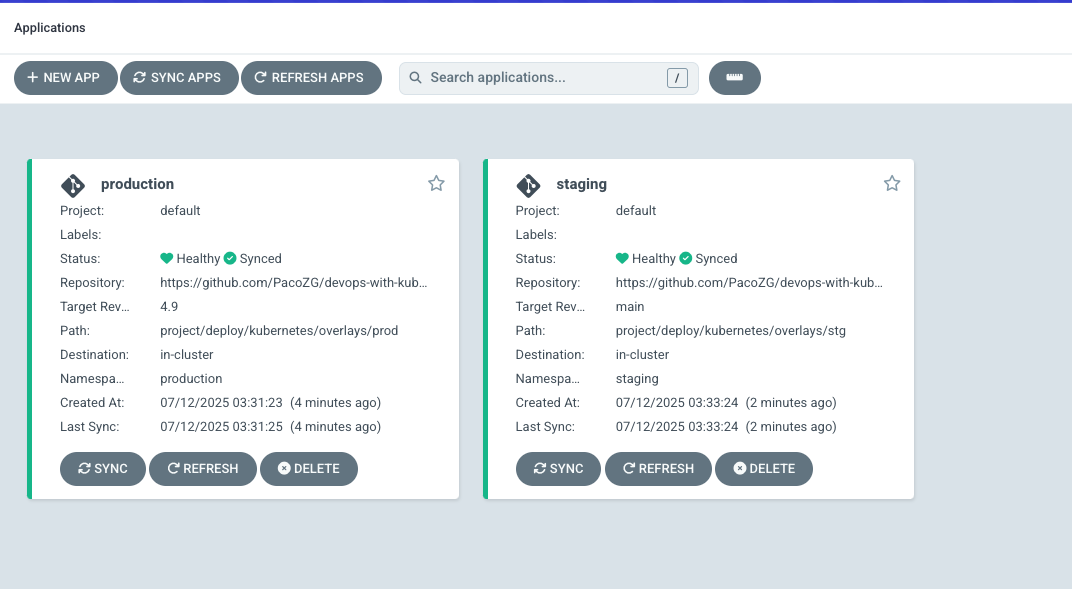 Applications
NEW APP SYNC APPS REFRESH APPS Search applications... /
production
Project: default
Labels:
Status: Healthy Synced
Repository: https://github.com/PacoZG/devops-with-kub...
Target Rev... 4.9
Path: project/deploy/kubernetes/overlays/prod
Destination: in-cluster
Namespa... production
Created At: 07/12/2025 03:31:23 (4 minutes ago)
Last Sync: 07/12/2025 03:31:25 (4 minutes ago)
SYNC REFRESH DELETE
staging
Project: default
Labels:
Status: Healthy Synced
Repository: https://github.com/PacoZG/devops-with-kub...
Target Rev... main
Path: project/deploy/kubernetes/overlays/stg
Destination: in-cluster
Namespa... staging
Created At: 07/12/2025 03:33:24 (2 minutes ago)
Last Sync: 07/12/2025 03:33:24 (2 minutes ago)
SYNC REFRESH DELETE